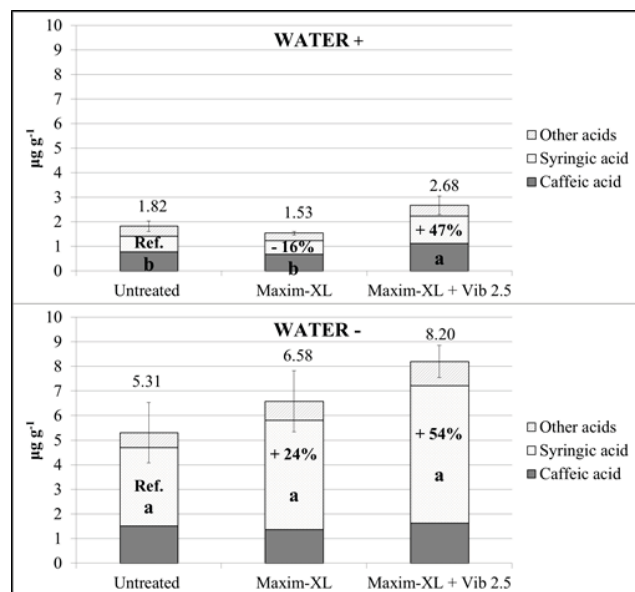 WATER +
10
9
8
7
6
5
4
3
2
1
0
µg g-1
1.82
1.53
2.68
Ref.
- 16%
+ 47%
b
b
a
Untreated
Maxim-XL
Maxim-XL + Vib 2.5
Other acids
Syringic acid
Caffeic acid
WATER -
10
9
8
7
6
5
4
3
2
1
0
µg g-1
5.31
6.58
8.20
Ref.
+ 24%
+ 54%
a
a
a
Untreated
Maxim-XL
Maxim-XL + Vib 2.5
Other acids
Syringic acid
Caffeic acid